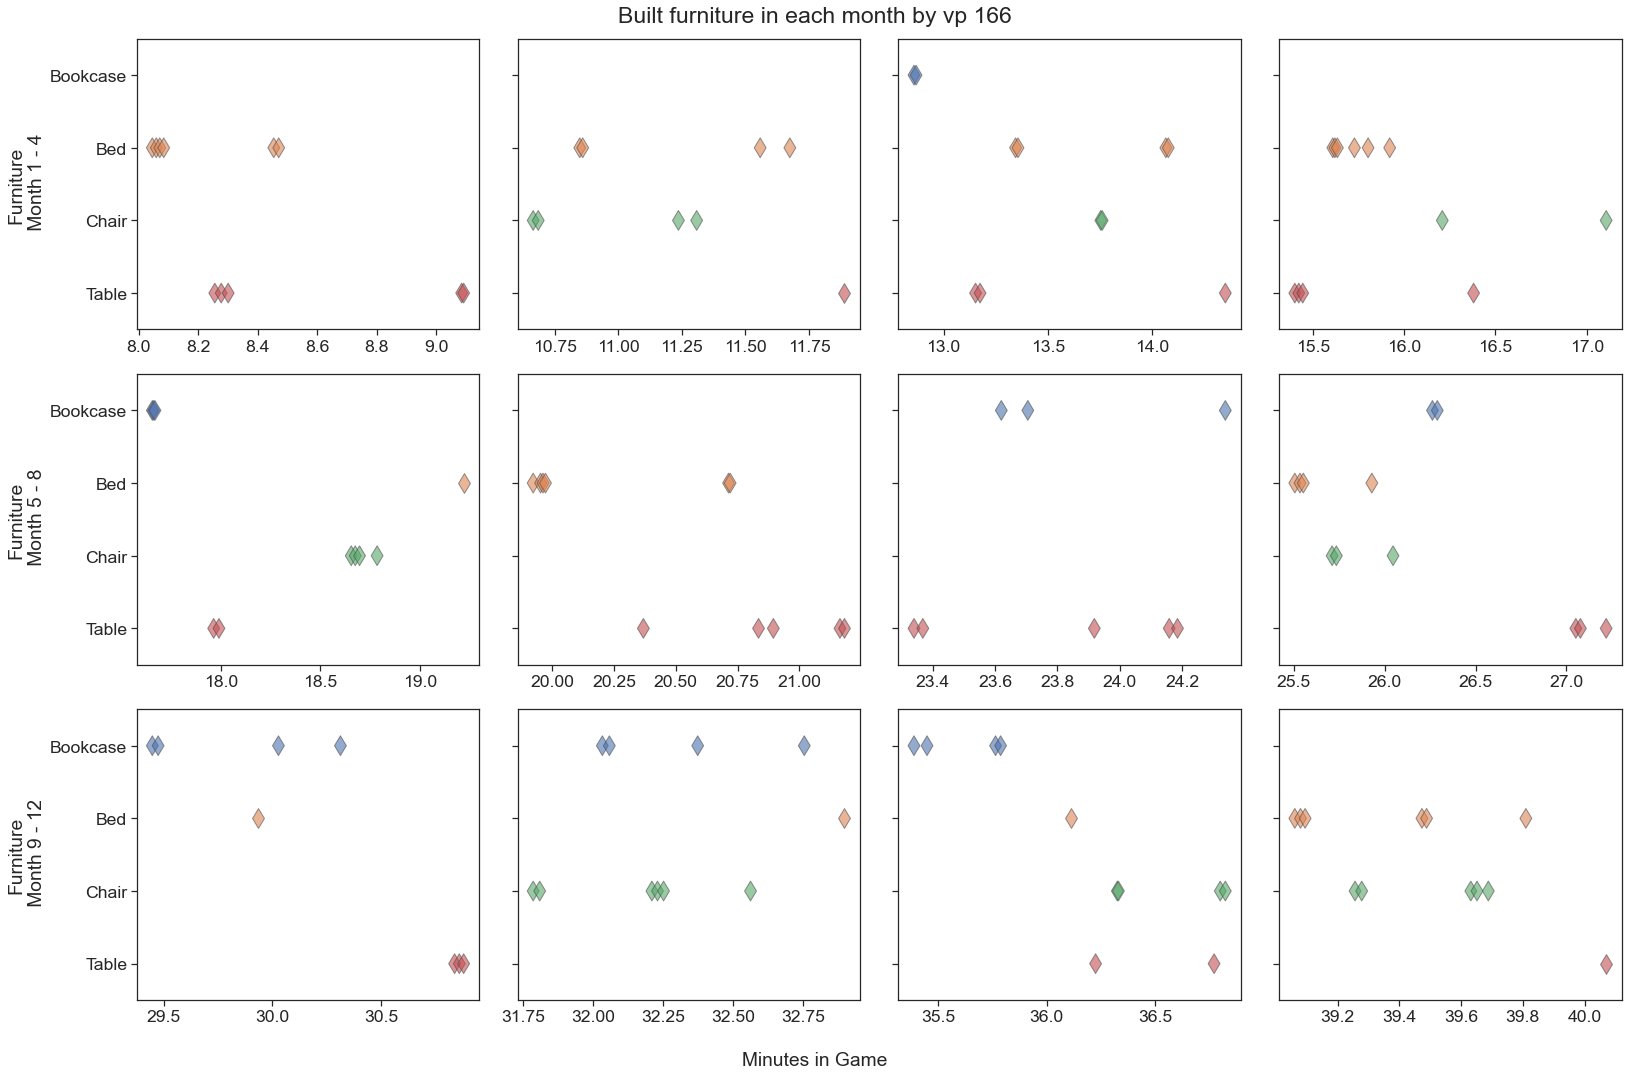 Built furniture in each month by vp 166
Furniture
Month 1 - 4
Bookcase
Bed
Chair
Table
8.0 8.2 8.4 8.6 8.8 9.0
10.75 11.00 11.25 11.50 11.75
13.0 13.5 14.0
15.5 16.0 16.5 17.0
Furniture
Month 5 - 8
Bookcase
Bed
Chair
Table
18.0 18.5 19.0
20.00 20.25 20.50 20.75 21.00
23.4 23.6 23.8 24.0 24.2
25.5 26.0 26.5 27.0
Furniture
Month 9 - 12
Bookcase
Bed
Chair
Table
29.5 30.0 30.5
31.75 32.00 32.25 32.50 32.75
35.5 36.0 36.5
39.2 39.4 39.6 39.8 40.0
Minutes in Game